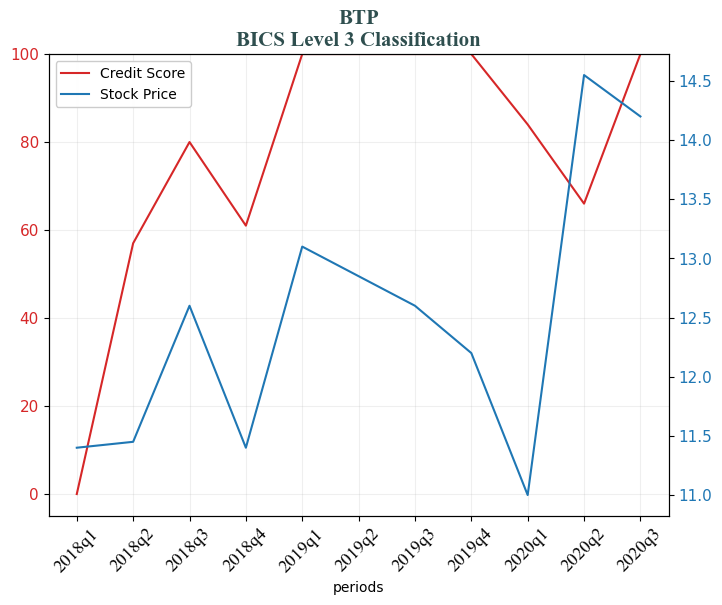 BTP
BICS Level 3 Classification
Credit Score
Stock Price
100
80
60
40
20
0
14.5
14.0
13.5
13.0
12.5
12.0
11.5
11.0
2018q1
2018q2
2018q3
2018q4
2019q1
2019q2
2019q3
2019q4
2020q1
2020q2
2020q3
periods